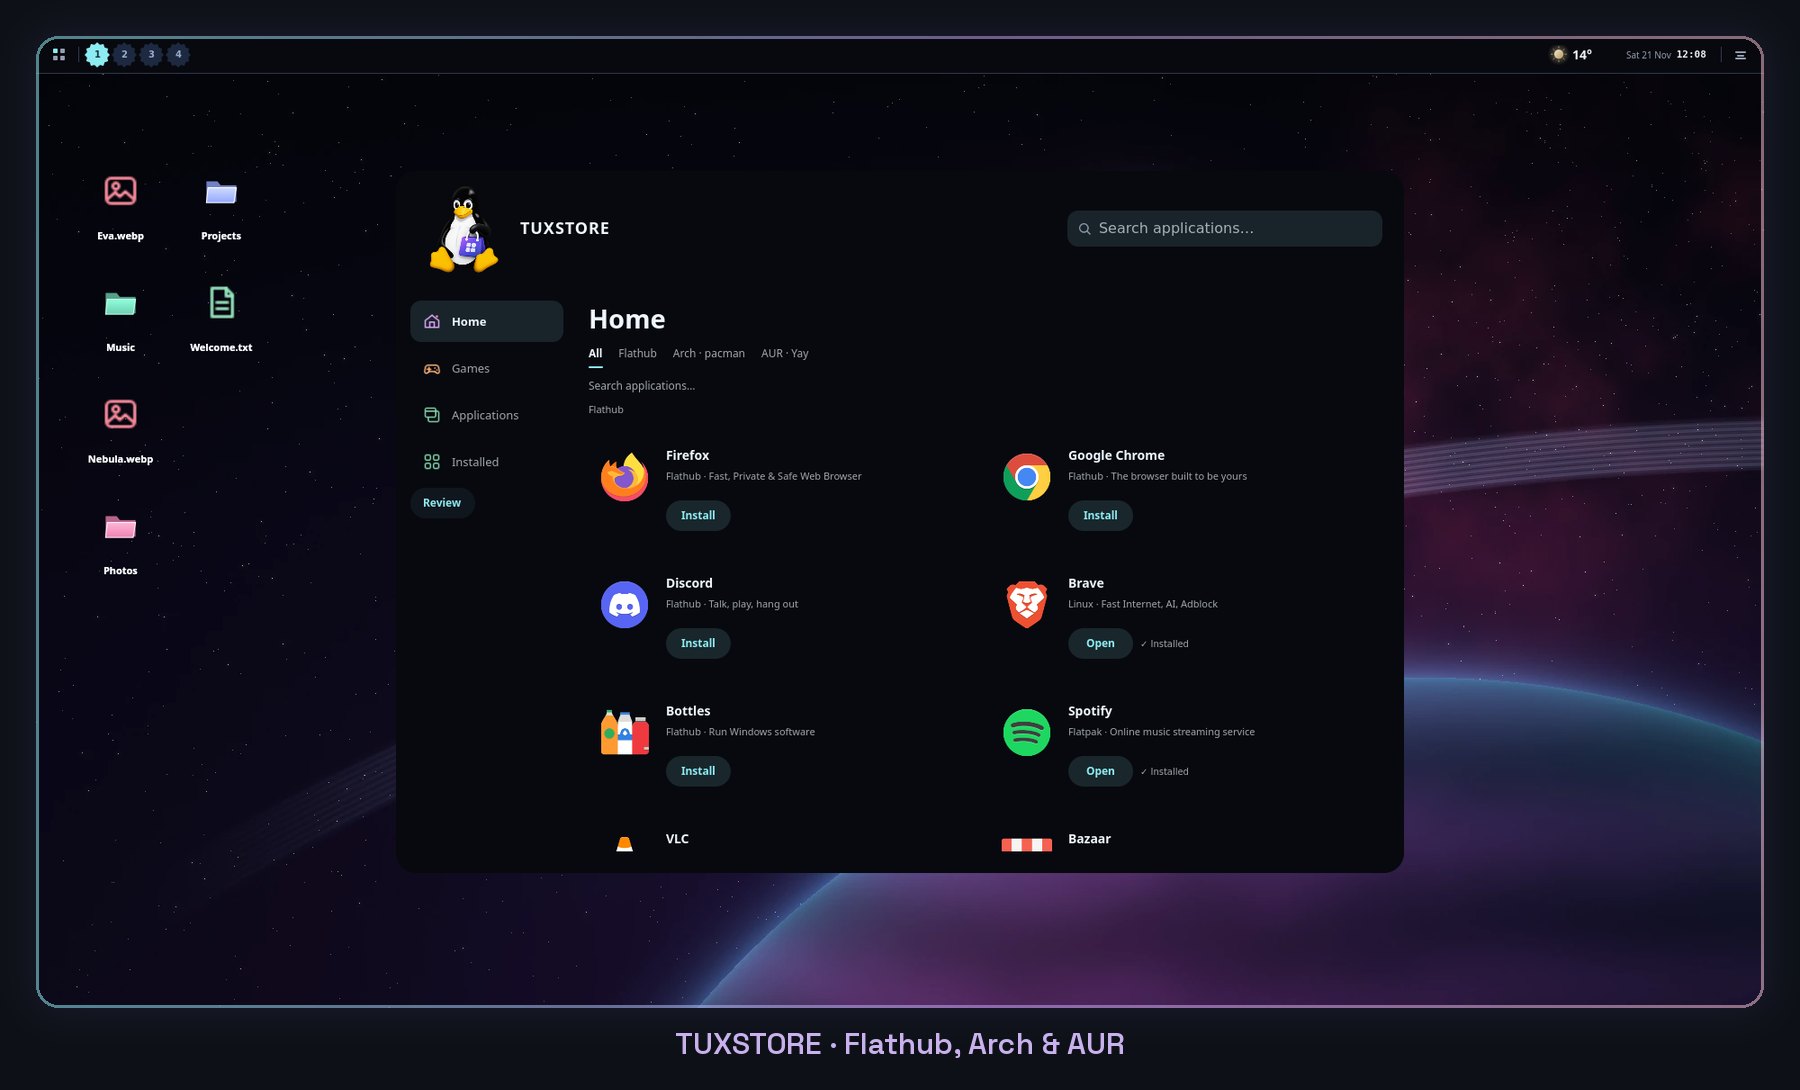 1 2 3 4
14°
Sat 21 Nov 12:08
Eva.webp
Projects
Music
Welcome.txt
Nebula.webp
Photos
TUXSTORE
Search applications...
Home
Games
Applications
Installed
Review
Home
All Flathub Arch · pacman AUR · Yay
Search applications...
Flathub
Firefox
Flathub · Fast, Private & Safe Web Browser
Install
Google Chrome
Flathub · The browser built to be yours
Install
Discord
Flathub · Talk, play, hang out
Install
Brave
Linux · Fast Internet, AI, Adblock
Open ✓ Installed
Bottles
Flathub · Run Windows software
Install
Spotify
Flatpak · Online music streaming service
Open ✓ Installed
VLC
Bazaar
TUXSTORE · Flathub, Arch & AUR